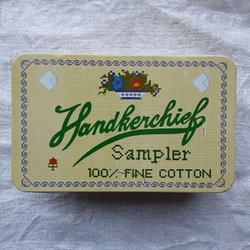 Handkerchief
Sampler
100% FINE COTTON